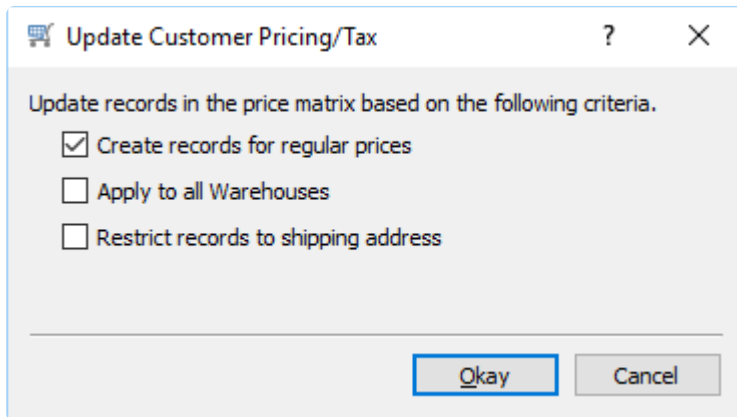 Update Customer Pricing/Tax ?
Update records in the price matrix based on the following criteria.
Create records for regular prices
Apply to all Warehouses
Restrict records to shipping address
Okay Cancel